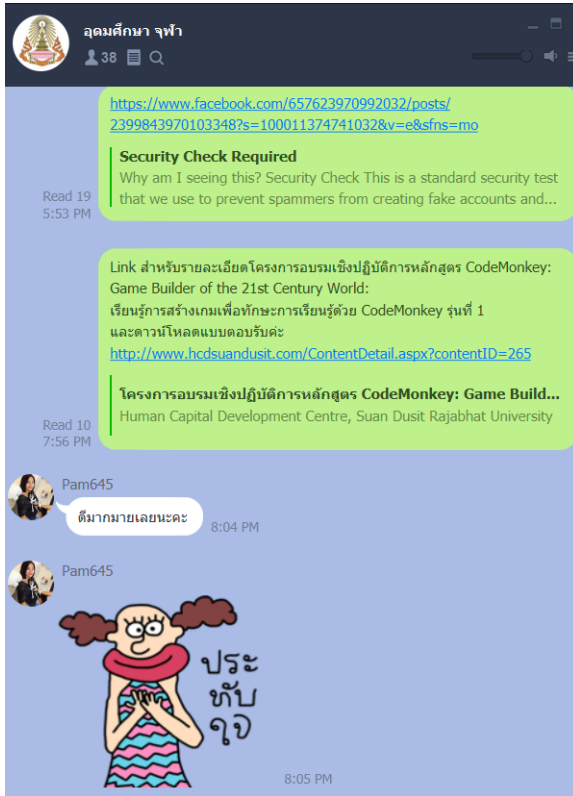 อุดมศึกษา จุฬา
38
https://www.facebook.com/657623970992032/posts/
2399843970103348?s=100011374741032&v=e&sfns=mo
Security Check Required
Why am I seeing this? Security Check This is a standard security test
that we use to prevent spammers from creating fake accounts and...
Read 19
5:53 PM
Link สำหรับรายละเอียดโครงการอบรมเชิงปฏิบัติการหลักสูตร CodeMonkey:
Game Builder of the 21st Century World:
เรียนรู้การสร้างเกมเพื่อทักษะการเรียนรู้ด้วย CodeMonkey รุ่นที่ 1
และดาวน์โหลดแบบตอบรับค่ะ
http://www.hcdsuandusit.com/ContentDetail.aspx?contentID=265
โครงการอบรมเชิงปฏิบัติการหลักสูตร CodeMonkey: Game Build...
Human Capital Development Centre, Suan Dusit Rajabhat University
Read 10
7:56 PM
Pam645
ดีมากมายเลยนะคะ
8:04 PM
Pam645
ประ
ทับ
ใจ
8:05 PM